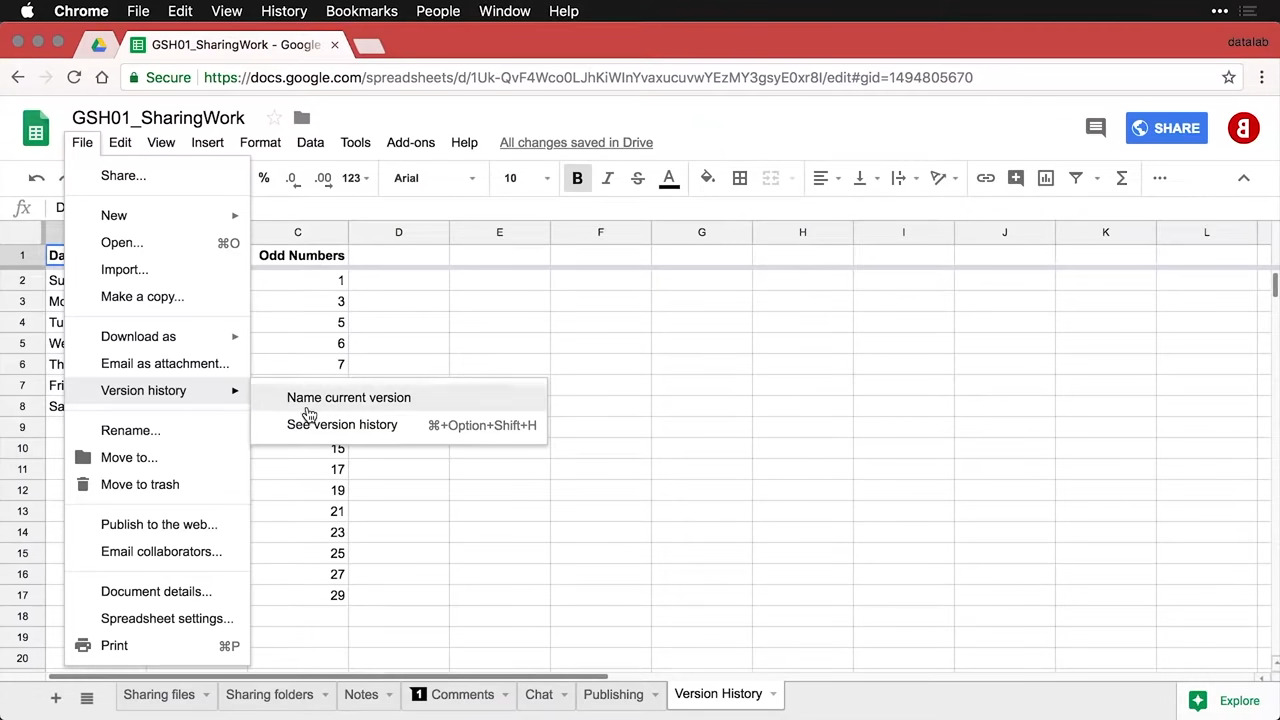 Chrome File Edit View History Bookmarks People Window Help
GSH01_SharingWork - Google
datalab
Secure https://docs.google.com/spreadsheets/d/1Uk-QvF4Wco0LJhKiWInYvaxucuvwYEzMY3gsyE0xr8I/edit#gid=1494805670
GSH01_SharingWork
File Edit View Insert Format Data Tools Add-ons Help All changes saved in Drive
SHARE
% .0 .00 123 Arial 10 B I S A Σ
fx D
C D E F G H I J K L
1 Da Odd Numbers
2 Su 1
3 Mo 3
4 Tu 5
5 We 6
6 Th 7
7 Fri
8 Sa
9
10 15
11 17
12 19
13 21
14 23
15 25
16 27
17 29
18
19
20
Share...
New
Open... ⌘O
Import...
Make a copy...
Download as
Email as attachment...
Version history
Rename...
Move to...
Move to trash
Publish to the web...
Email collaborators...
Document details...
Spreadsheet settings...
Print ⌘P
Name current version
See version history ⌘+Option+Shift+H
Sharing files Sharing folders Notes 1 Comments Chat Publishing Version History
Explore